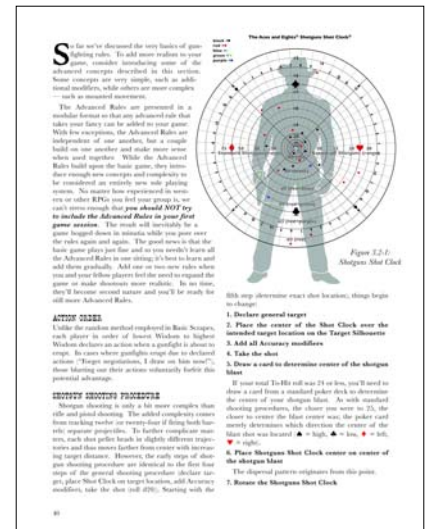 So far we've discussed the very basics of gun-
fighting rules. To add more realism to your
game, consider introducing some of the
advanced concepts described in this section.
Some concepts are very simple, such as addi-
tional modifiers, while others are more complex
— such as mounted movement.
The Advanced Rules are presented in a
modular format so that any advanced rule that
takes your fancy can be added to your game.
With few exceptions, the Advanced Rules are
independent of one another, but a couple
build on one another and make more sense
when used together. While the Advanced
Rules build upon the basic game, they intro-
duce enough new concepts and complexity to
be considered an entirely new role playing
system. No matter how experienced in west-
ern or other RPGs you feel your group is, we
can't stress enough that you should NOT try
to include the Advanced Rules in your first
game session. The result will inevitably be a
game bogged down in minutia while you pore over
the rules again and again. The good news is that the
basic game plays just fine and so you needn't learn all
the Advanced Rules in one sitting; it's best to learn and
add them gradually. Add one or two new rules when
you and your fellow players feel the need to expand the
game or make shootouts more realistic. In no time,
they'll become second nature and you'll be ready for
still more Advanced Rules.
ACTION ORDER
Unlike the random method employed in Basic Scrapes,
each player in order of lowest Wisdom to highest
Wisdom declares an action when a gunfight is about to
erupt. In cases where gunfights erupt due to declared
actions ("Forget negotiations, I draw on him now!"),
those blurting out their actions voluntarily forfeit this
potential advantage.
SHOTGUN SHOOTING PROCEDURE
Shotgun shooting is only a bit more complex than
rifle and pistol shooting. The added complexity comes
from tracking twelve (or twenty-four if firing both bar-
rels) separate projectiles. To further complicate mat-
ters, each shot pellet heads in slightly different trajec-
tories and thus moves farther from center with increas-
ing target distance. However, the early steps of shot-
gun shooting procedure are identical to the first four
steps of the general shooting procedure (declare tar-
get, place Shot Clock on target location, add Accuracy
modifiers, take the shot (roll d20). Starting with the
40
The Aces and Eights® Shotguns Shot Clock®
black
red
blue
green
purple
Figure 3.2-1:
Shotguns Shot Clock
fifth step (determine exact shot location), things begin
to change:
1. Declare general target
2. Place the center of the Shot Clock over the
intended target location on the Target Silhouette
3. Add all Accuracy modifiers
4. Take the shot
5. Draw a card to determine center of the shotgun
blast
If your total To-Hit roll was 24 or less, you'll need to
draw a card from a standard poker deck to determine
the center of your shotgun blast. As with standard
shooting procedures, the closer you were to 25, the
closer to center the blast center was; the poker card
merely determines which direction the center of the
blast shot was located (♠ = high, ♣ = low, ♦ = left,
♥ = right).
6. Place Shotguns Shot Clock center on center of
the shotgun blast
The dispersal pattern originates from this point.
7. Rotate the Shotguns Shot Clock